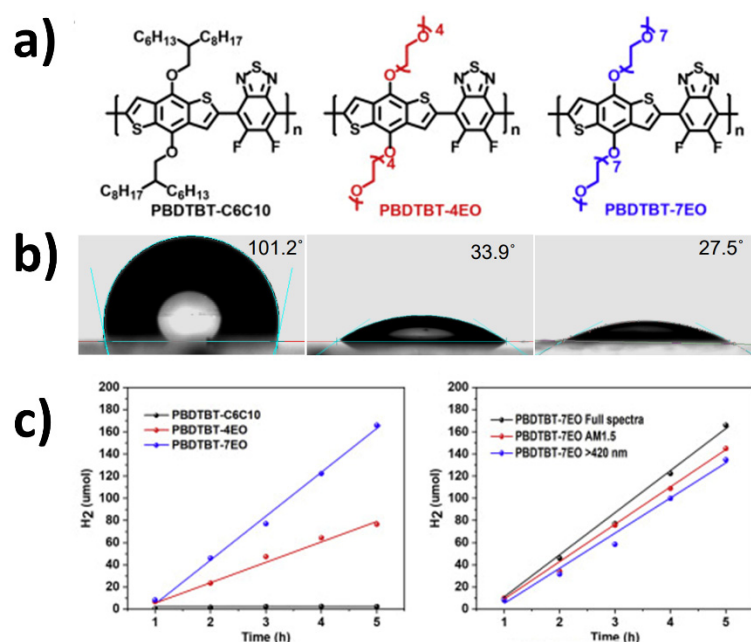 a)
C6H13 C8H17
O
S
N S N
n
S
F F
O
C8H17 C6H13
PBDTBT-C6C10
O
4
O
S
N S N
n
S
F F
O
4
O
PBDTBT-4EO
O
7
O
S
N S N
n
S
F F
O
7
O
PBDTBT-7EO
b)
101.2°
33.9°
27.5°
c)
H2 (umol)
200
180
160
140
120
100
80
60
40
20
0
PBDTBT-C6C10
PBDTBT-4EO
PBDTBT-7EO
1 2 3 4 5
Time (h)
H2 (umol)
200
180
160
140
120
100
80
60
40
20
0
PBDTBT-7EO Full spectra
PBDTBT-7EO AM1.5
PBDTBT-7EO >420 nm
1 2 3 4 5
Time (h)